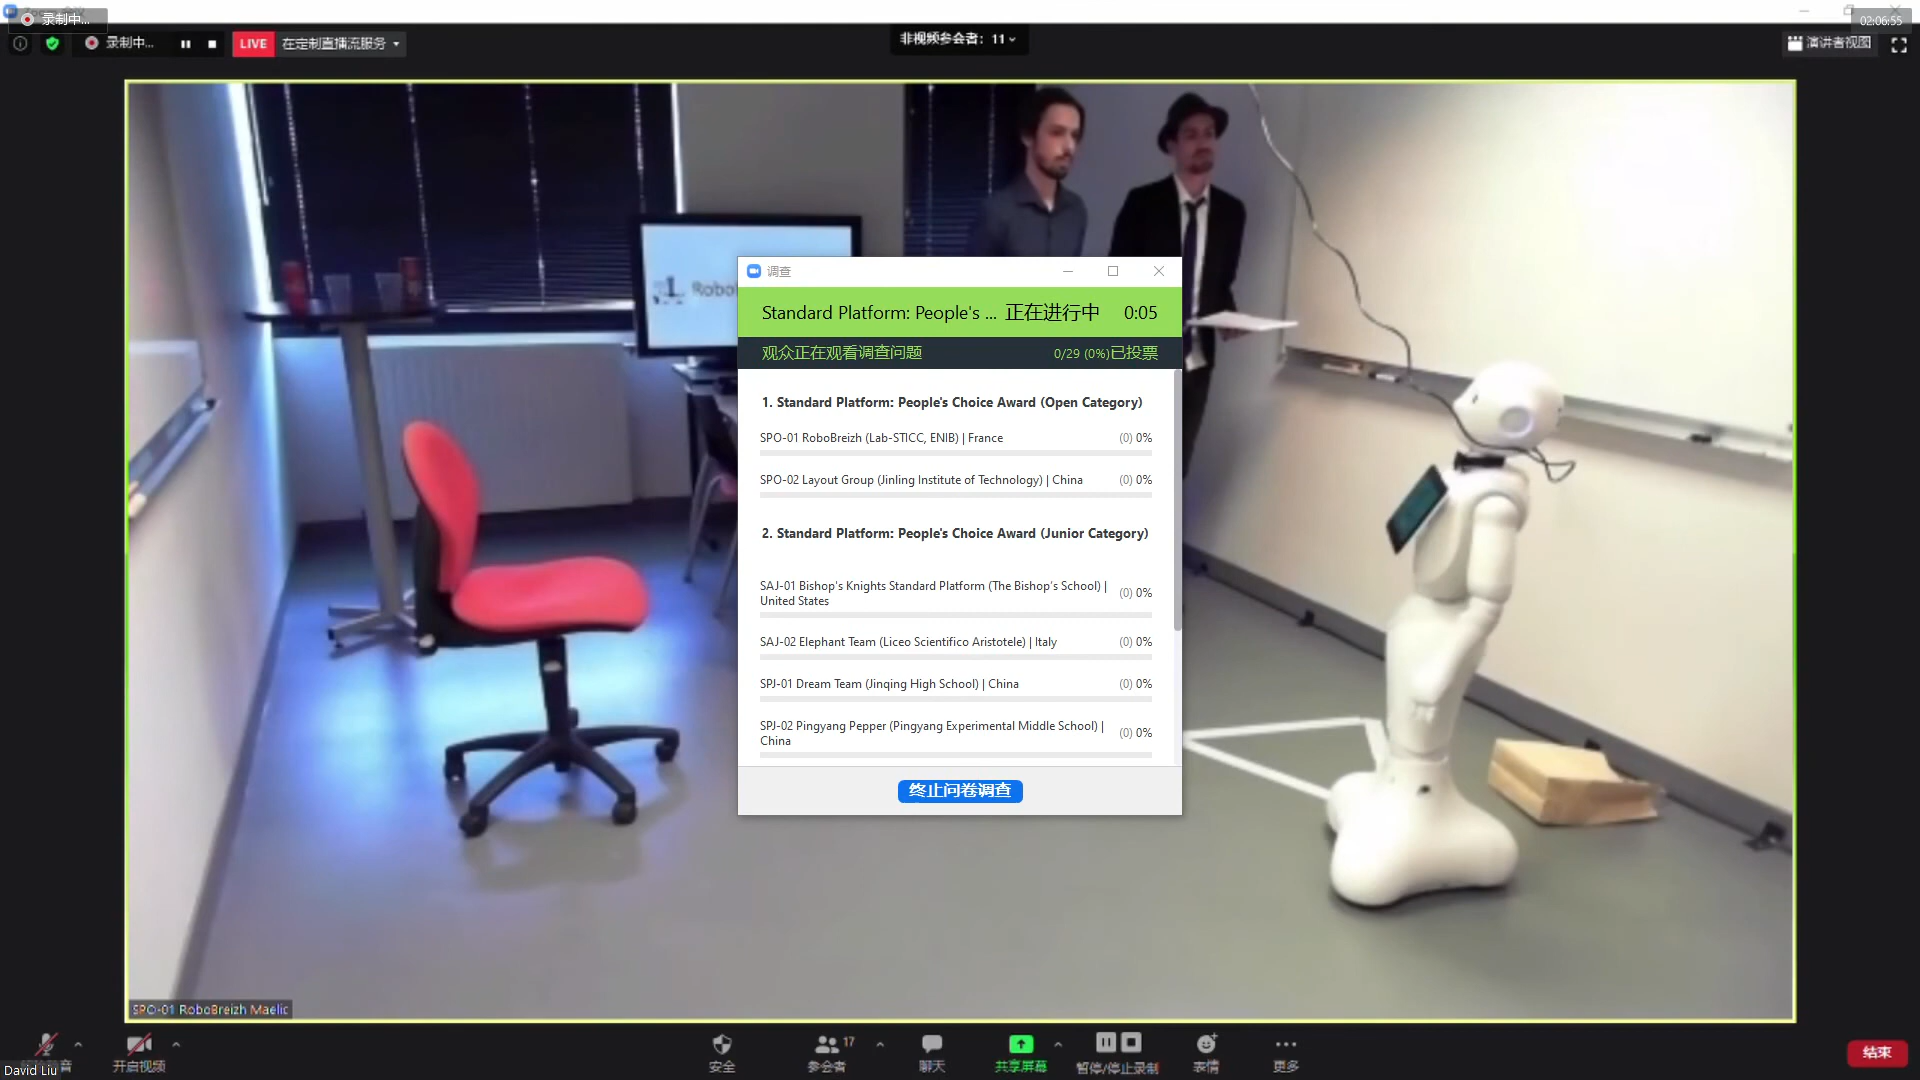 录制中...
02:06:55
录制中...
LIVE 在定制直播流服务
非视频参会者：11
演讲者视图
Robo
调查
Standard Platform: People's ... 正在进行中 0:05
观众正在观看调查问题 0/29 (0%)已投票
1. Standard Platform: People's Choice Award (Open Category)
SPO-01 RoboBreizh (Lab-STICC, ENIB) | France (0) 0%
SPO-02 Layout Group (Jinling Institute of Technology) | China (0) 0%
2. Standard Platform: People's Choice Award (Junior Category)
SAJ-01 Bishop's Knights Standard Platform (The Bishop's School) |
United States (0) 0%
SAJ-02 Elephant Team (Liceo Scientifico Aristotele) | Italy (0) 0%
SPJ-01 Dream Team (Jinqing High School) | China (0) 0%
SPJ-02 Pingyang Pepper (Pingyang Experimental Middle School) |
China (0) 0%
终止问卷调查
SPO-01 RoboBreizh Maelic
开启视频
安全
参会者 17
聊天
共享屏幕
暂停/停止录制
表情
更多
结束
David Liu